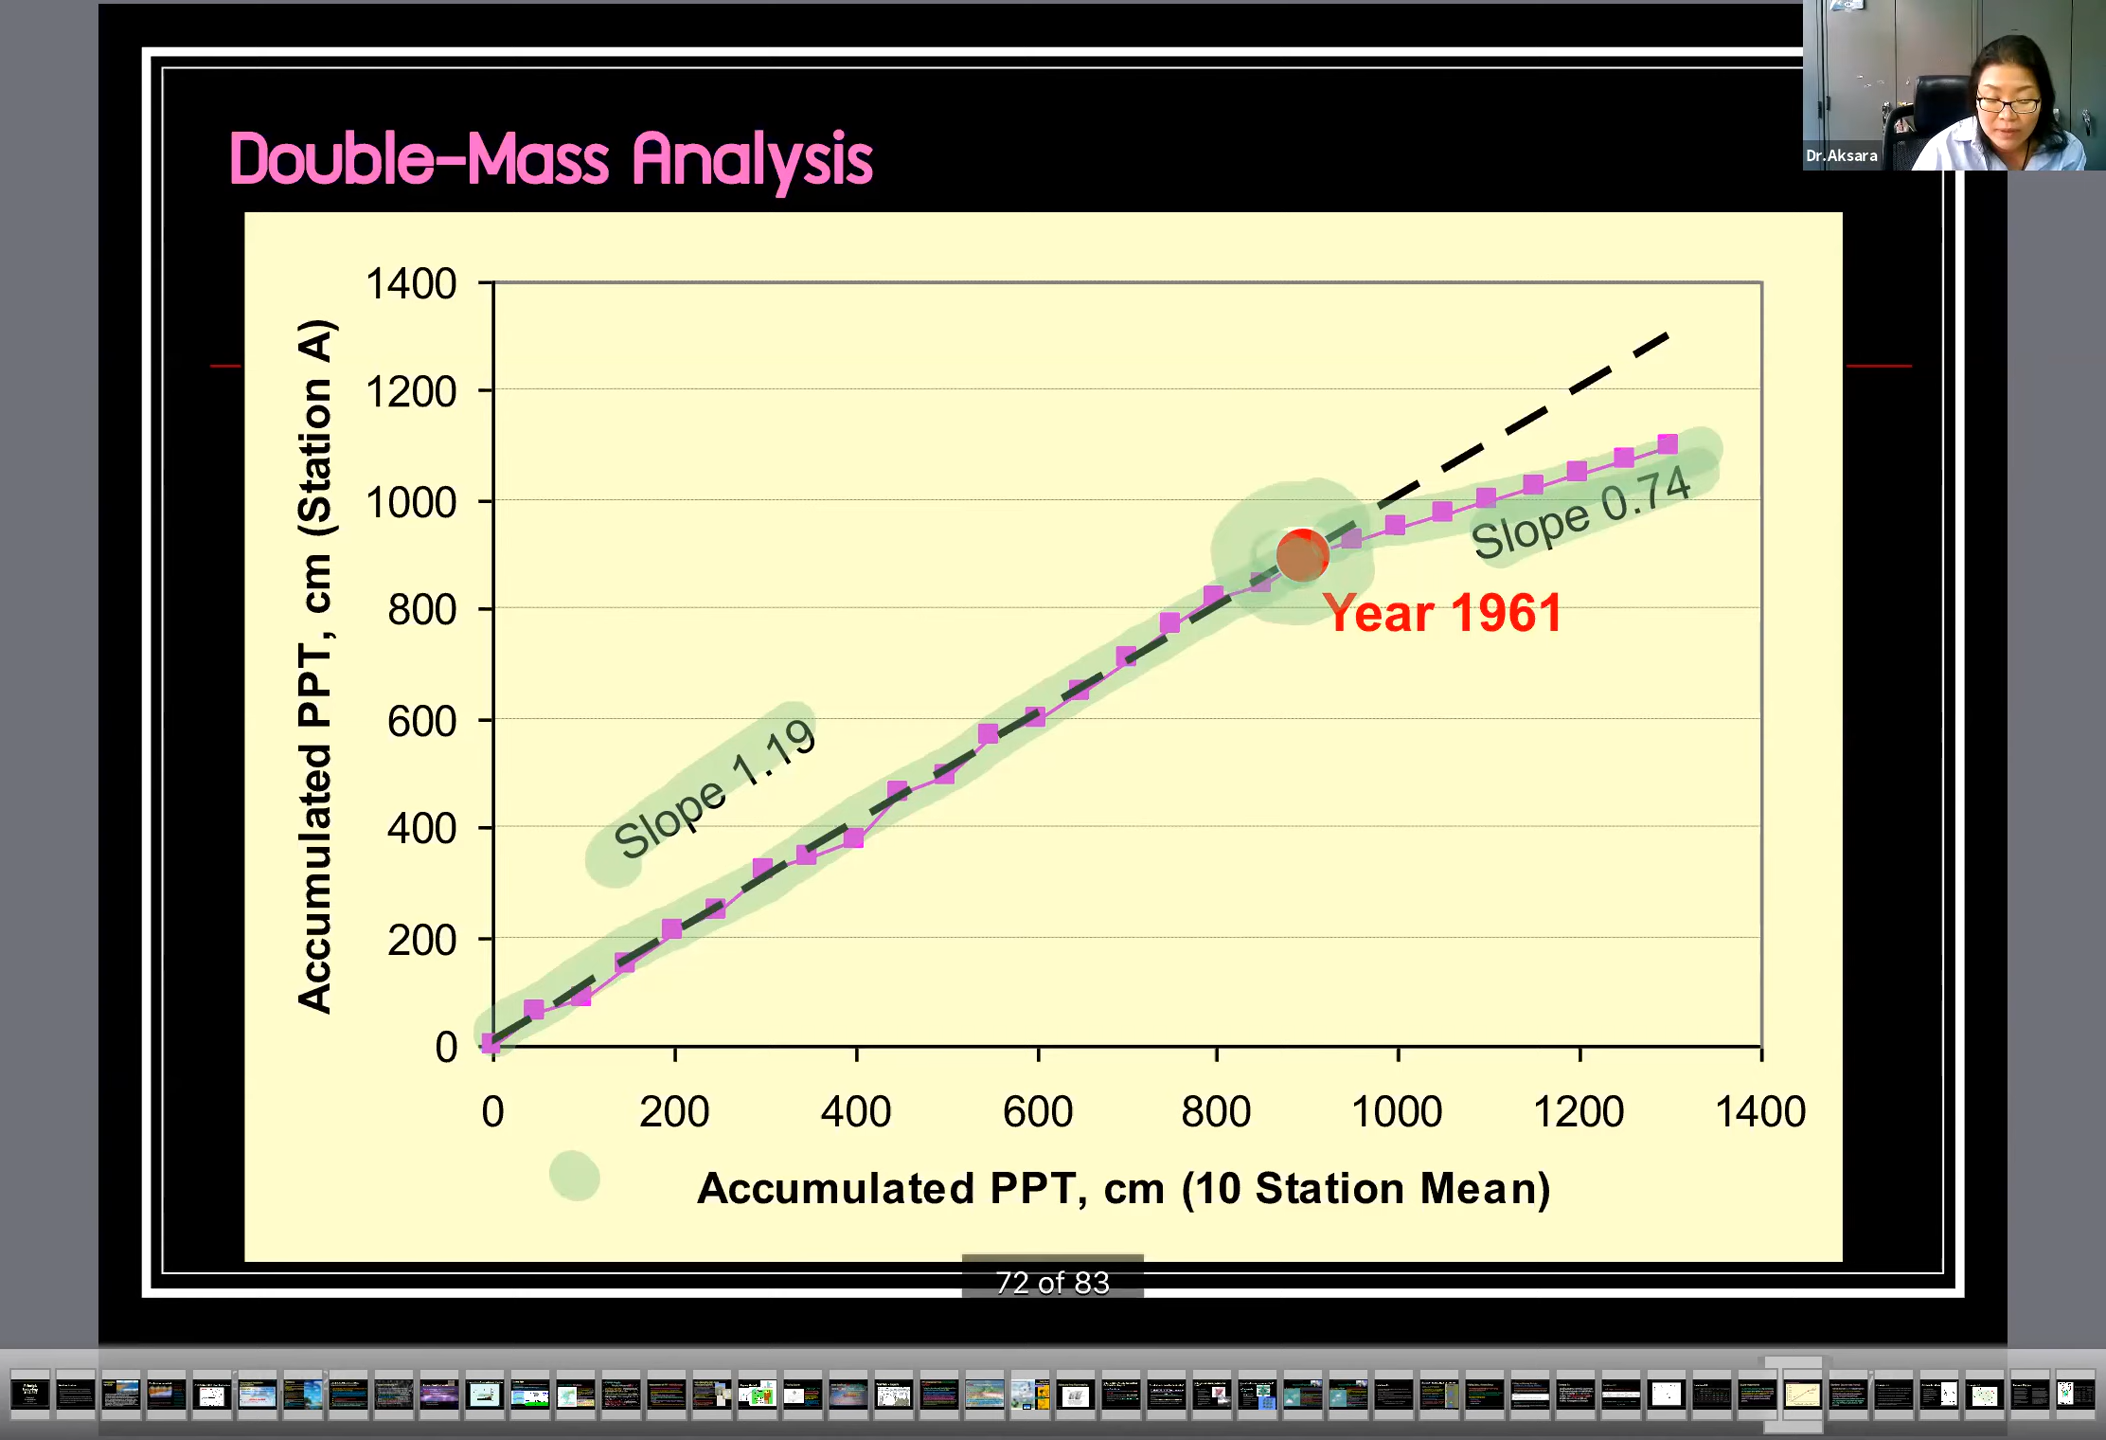 Dr.Aksara
Double-Mass Analysis
1400
1200
1000
800
600
400
200
0
Accumulated PPT, cm (Station A)
Slope 1.19
Slope 0.74
Year 1961
0 200 400 600 800 1000 1200 1400
Accumulated PPT, cm (10 Station Mean)
72 of 83